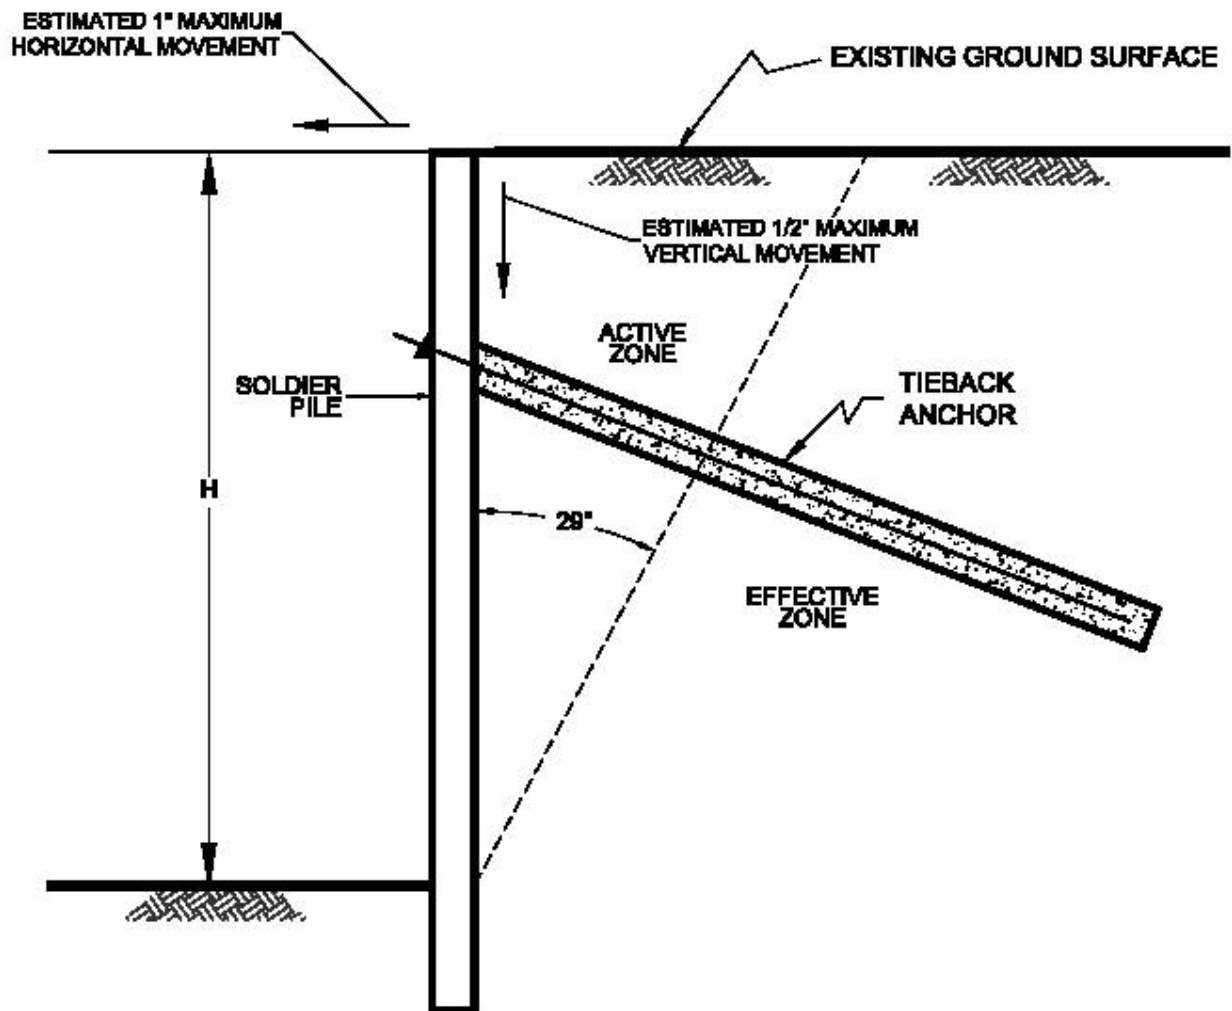 ESTIMATED 1" MAXIMUM
HORIZONTAL MOVEMENT
EXISTING GROUND SURFACE
ESTIMATED 1/2" MAXIMUM
VERTICAL MOVEMENT
ACTIVE
ZONE
SOLDIER
PILE
TIEBACK
ANCHOR
H
29°
EFFECTIVE
ZONE